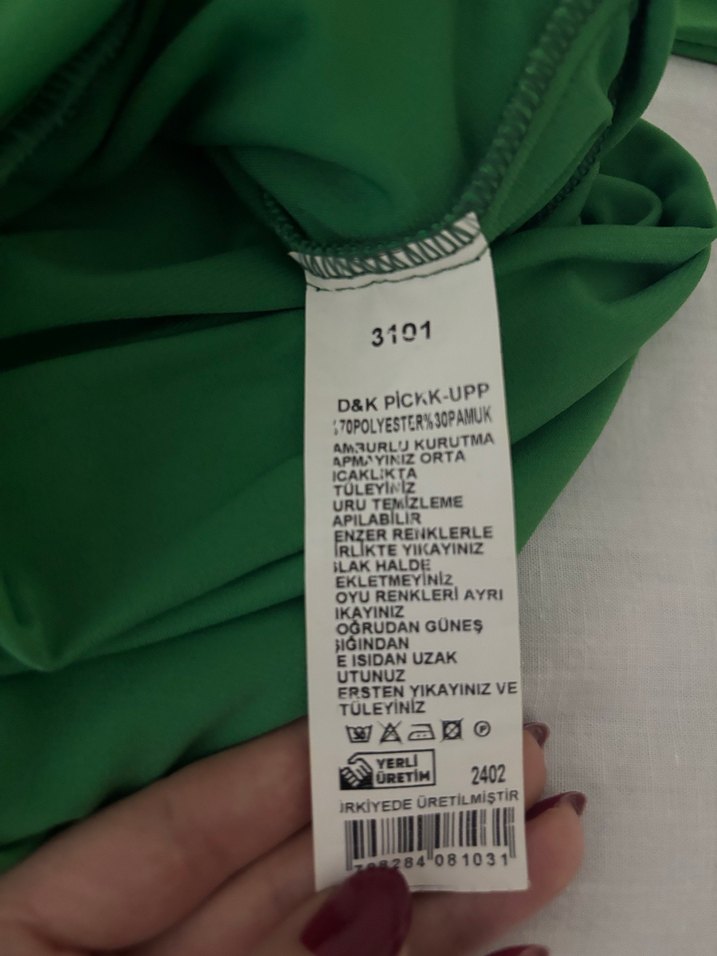 3101
D&K PİCKK-UPP
%70POLYESTER%30PAMUK
AMBURLU KURUTMA
APMAYINIZ ORTA
ICAKLIKTA
TÜLEYİNİZ
URU TEMİZLEME
APILABİLİR
ENZER RENKLERLE
İRLİKTE YIKAYINIZ
SLAK HALDE
EKLETMEYİNİZ
OYU RENKLERİ AYRI
IKAYINIZ
OĞRUDAN GÜNEŞ
ŞIĞINDAN
E ISIDAN UZAK
UTUNUZ
ERSTEN YIKAYINIZ VE
TÜLEYİNİZ
P
YERLİ
ÜRETİM
2402
ÜRKİYEDE ÜRETİLMİŞTİR
284 081031